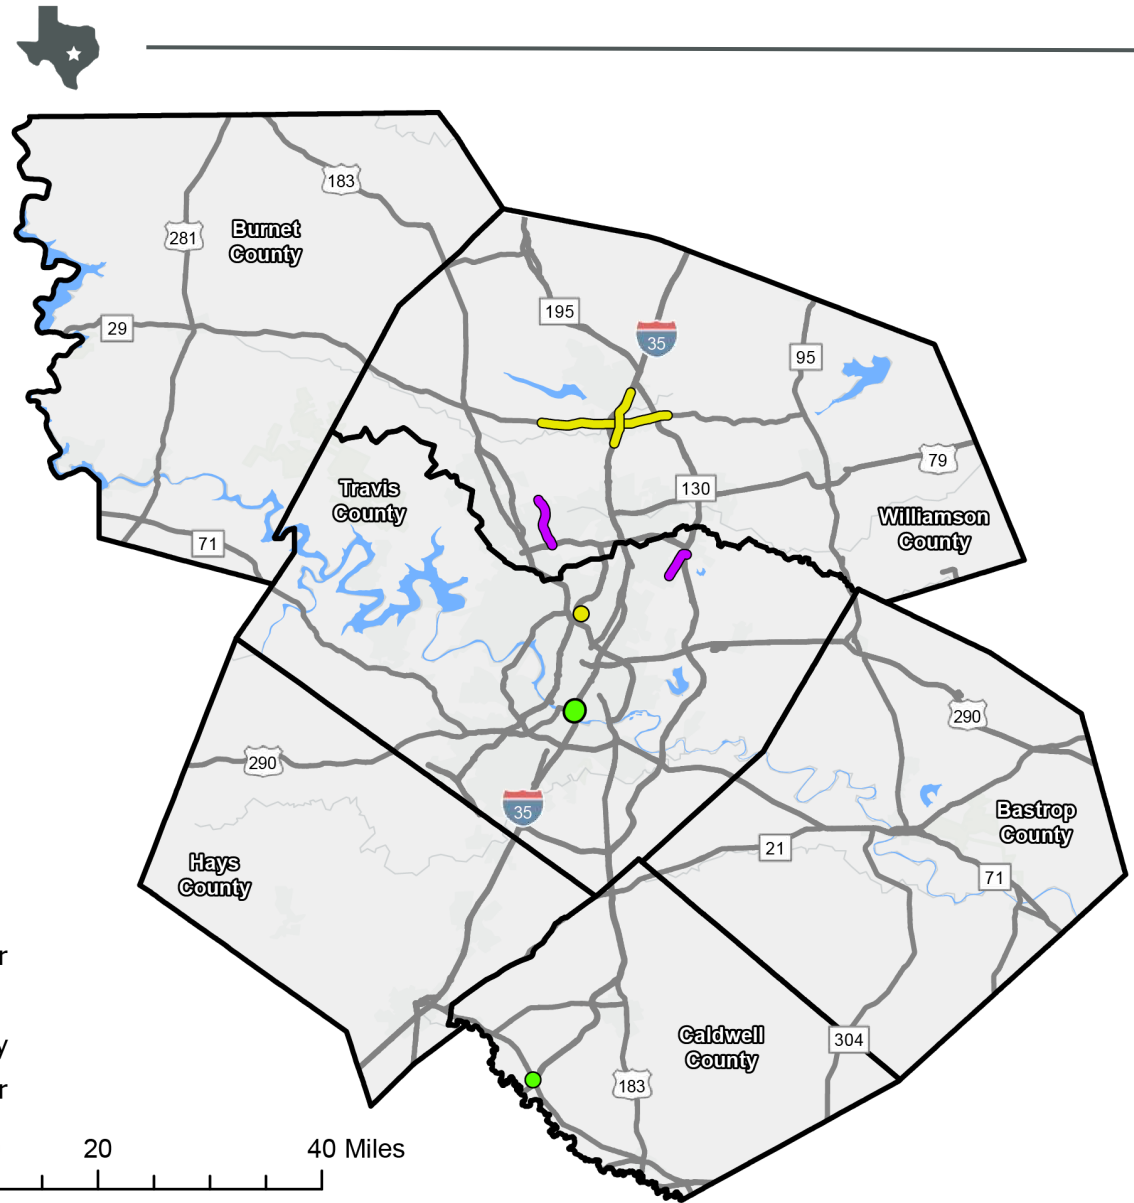 183
281
Burnet
County
195
35
29
95
79
130
Travis
County
Williamson
County
71
290
290
35
Bastrop
County
21
Hays
County
71
r
304
Caldwell
County
y
183
r
20
40 Miles